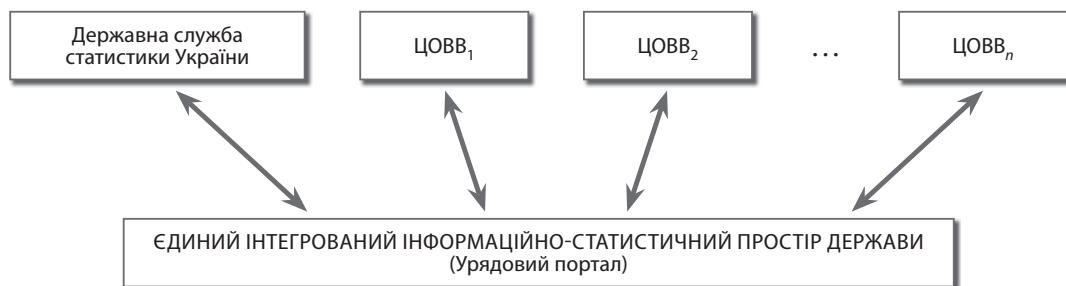 Державна служба
статистики України
ЦОВВ1
ЦОВВ2
...
ЦОВВn
ЄДИНИЙ ІНТЕГРОВАНИЙ ІНФОРМАЦІЙНО-СТАТИСТИЧНИЙ ПРОСТІР ДЕРЖАВИ
(Урядовий портал)